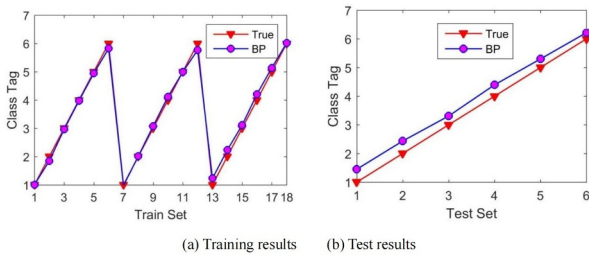 7
6
5
4
3
2
1
Class Tag
True
BP
1 3 5 7 9 11 13 15 17 18
Train Set
7
6
5
4
3
2
1
Class Tag
True
BP
1 2 3 4 5 6
Test Set
(a) Training results (b) Test results